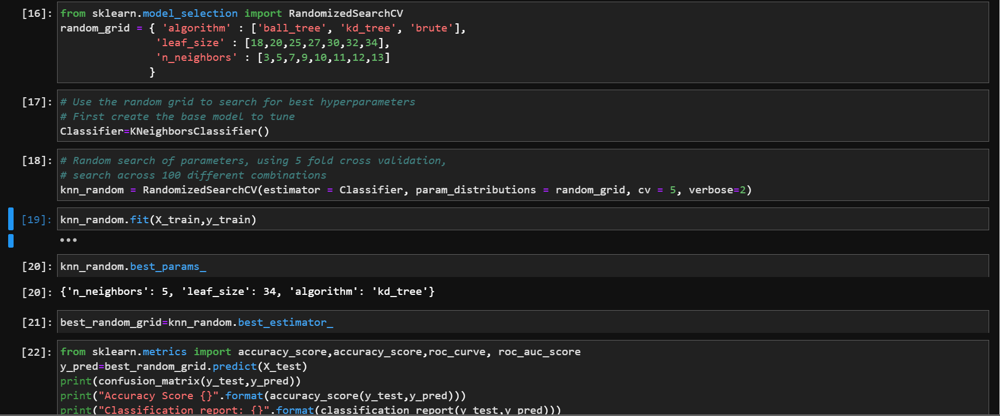 [16]: from sklearn.model_selection import RandomizedSearchCV
random_grid = { 'algorithm' : ['ball_tree', 'kd_tree', 'brute'],
'leaf_size' : [18,20,25,27,30,32,34],
'n_neighbors' : [3,5,7,9,10,11,12,13]
}
[17]: # Use the random grid to search for best hyperparameters
# First create the base model to tune
Classifier=KNeighborsClassifier()
[18]: # Random search of parameters, using 5 fold cross validation,
# search across 100 different combinations
knn_random = RandomizedSearchCV(estimator = Classifier, param_distributions = random_grid, cv = 5, verbose=2)
[19]: knn_random.fit(X_train,y_train)
•••
[20]: knn_random.best_params_
[20]: {'n_neighbors': 5, 'leaf_size': 34, 'algorithm': 'kd_tree'}
[21]: best_random_grid=knn_random.best_estimator_
[22]: from sklearn.metrics import accuracy_score,accuracy_score,roc_curve, roc_auc_score
y_pred=best_random_grid.predict(X_test)
print(confusion_matrix(y_test,y_pred))
print("Accuracy Score {}".format(accuracy_score(y_test,y_pred)))
print("Classification report: {}".format(classification_report(y_test,y_pred)))